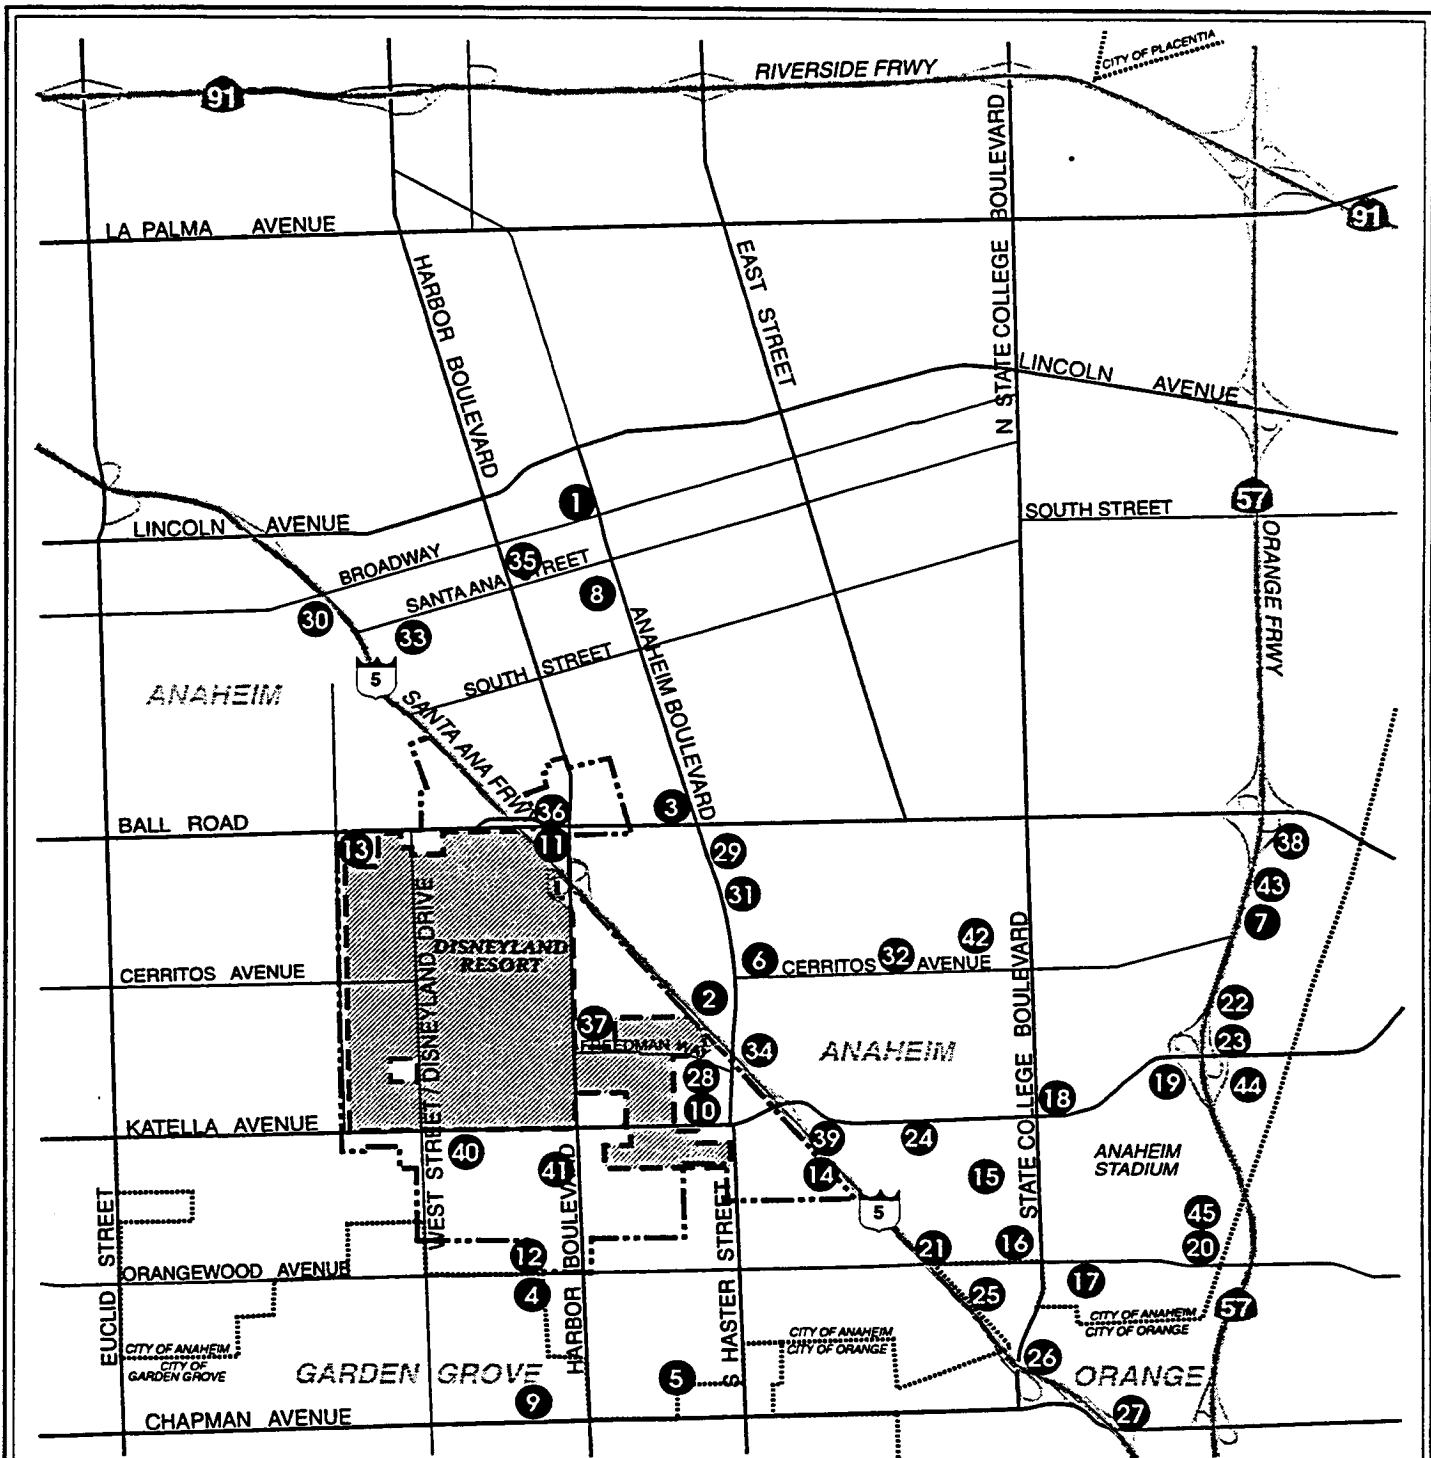 CITY OF PLACENTIA
RIVERSIDE FRWY
91
N STATE COLLEGE BOULEVARD
91
LA PALMA AVENUE
HARBOR BOULEVARD
EAST STREET
LINCOLN AVENUE
1
57
SOUTH STREET
LINCOLN AVENUE
ORANGE FRWY
BROADWAY
35
SANTA ANA STREET
8
30
33
ANAHEIM BOULEVARD
5
SOUTH STREET
ANAHEIM
SANTA ANA FRWY
36
3
BALL ROAD
13
11
29
38
31
43
7
WEST STREET/DISNEYLAND DRIVE
DISNEYLAND
RESORT
STATE COLLEGE BOULEVARD
42
6
32
CERRITOS AVENUE
CERRITOS AVENUE
2
22
37
FREEDMAN WAY
34
ANAHEIM
23
28
19
44
10
18
KATELLA AVENUE
39
24
40
41
14
15
ANAHEIM
STADIUM
HARBOR BOULEVARD
S HASTER STREET
EUCLID STREET
5
45
12
21
16
20
ORANGEWOOD AVENUE
4
25
17
57
CITY OF ANAHEIM
CITY OF ORANGE
CITY OF ANAHEIM
CITY OF ORANGE
CITY OF ANAHEIM
CITY OF
GARDEN GROVE
26
GARDEN GROVE
5
ORANGE
9
27
CHAPMAN AVENUE